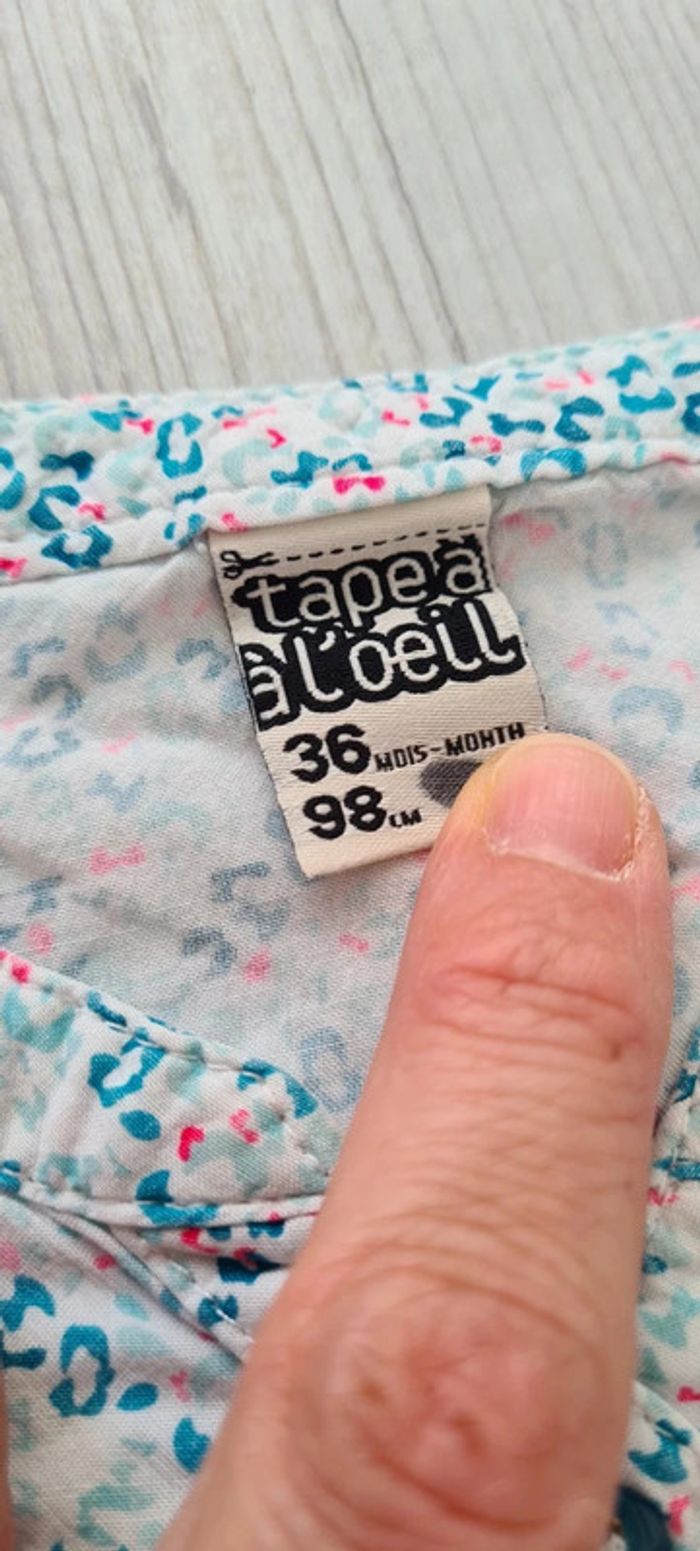 tape à
à l'oeil
36 MOIS-MONTH
98 CM